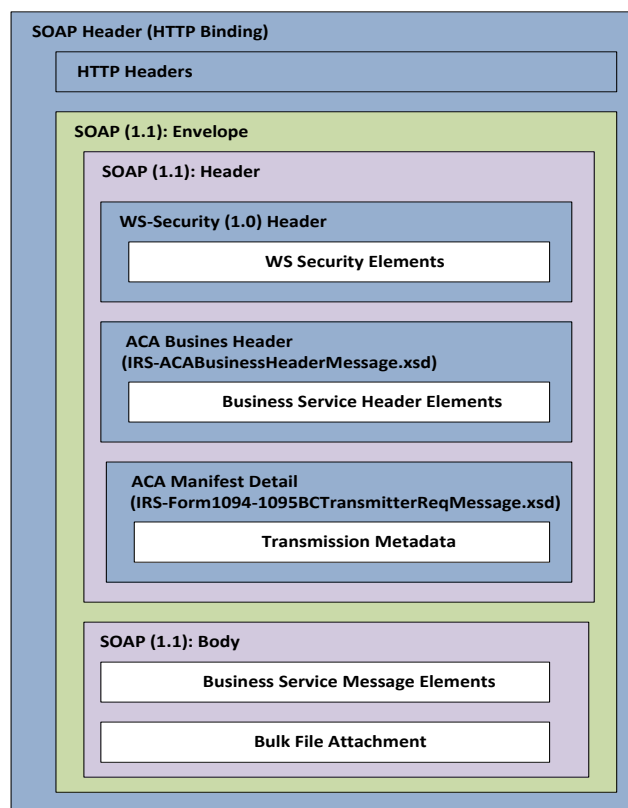 SOAP Header (HTTP Binding)
HTTP Headers
SOAP (1.1): Envelope
SOAP (1.1): Header
WS-Security (1.0) Header
WS Security Elements
ACA Busines Header
(IRS-ACABusinessHeaderMessage.xsd)
Business Service Header Elements
ACA Manifest Detail
(IRS-Form1094-1095BCTransmitterReqMessage.xsd)
Transmission Metadata
SOAP (1.1): Body
Business Service Message Elements
Bulk File Attachment